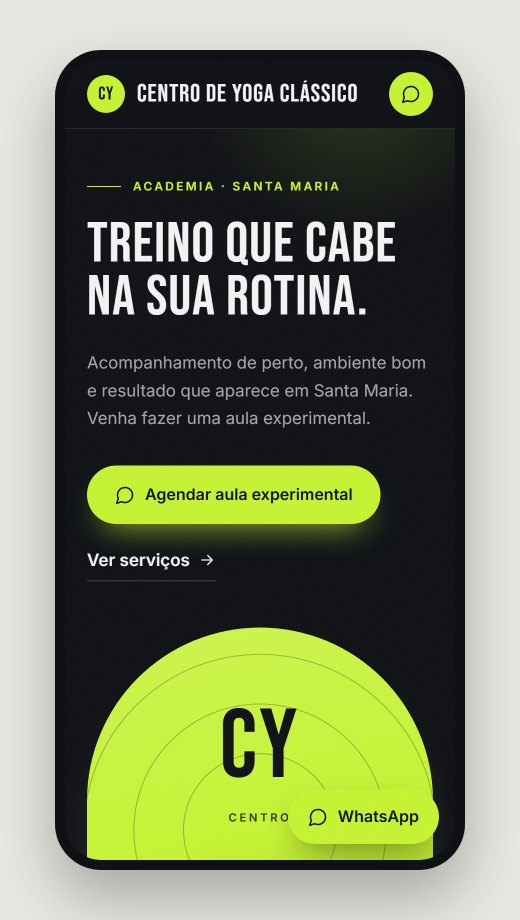 CY CENTRO DE YOGA CLÁSSICO
ACADEMIA · SANTA MARIA
TREINO QUE CABE
NA SUA ROTINA.
Acompanhamento de perto, ambiente bom
e resultado que aparece em Santa Maria.
Venha fazer uma aula experimental.
Agendar aula experimental
Ver serviços →
CY
CENTRO
WhatsApp